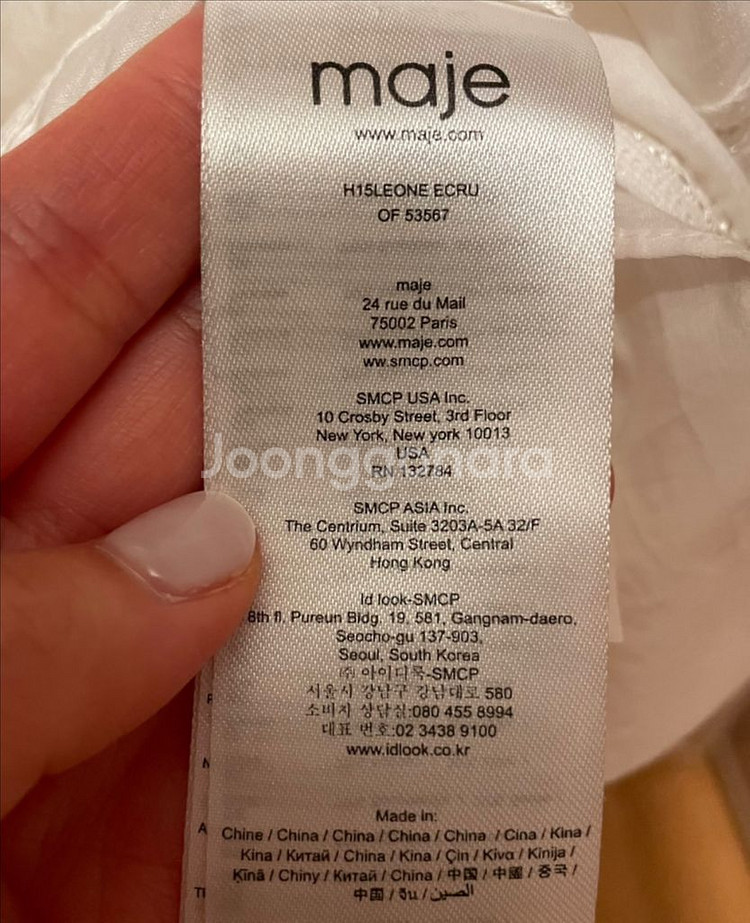 maje
www.maje.com
H15LEONE ECRU
OF 53567
maje
24 rue du Mail
75002 Paris
www.maje.com
ww.smcp.com
SMCP USA Inc.
10 Crosby Street, 3rd Floor
New York, New york 10013
USA
Joonggonara
RN 132784
SMCP ASIA Inc.
The Centrium, Suite 3203A-5A 32/F
60 Wyndham Street, Central
Hong Kong
Id look-SMCP
8th fl. Pureun Bldg. 19, 581, Gangnam-daero,
Seocho-gu 137-903,
Seoul, South Korea
㈜ 아이디룩-SMCP
서울시 강남구 강남대로 580
소비자 상담실:080 455 8994
대표 번호:02 3438 9100
www.idlook.co.kr
Made in:
Chine / China / China / China / China / Cina / Kina /
Kina / Китай / China / Kina / Çin / Κίνα / Kinija /
Ķīnā / Chiny / Китай / China / 中国 / 中國 / 중국 /
中国 / จีน / الصين